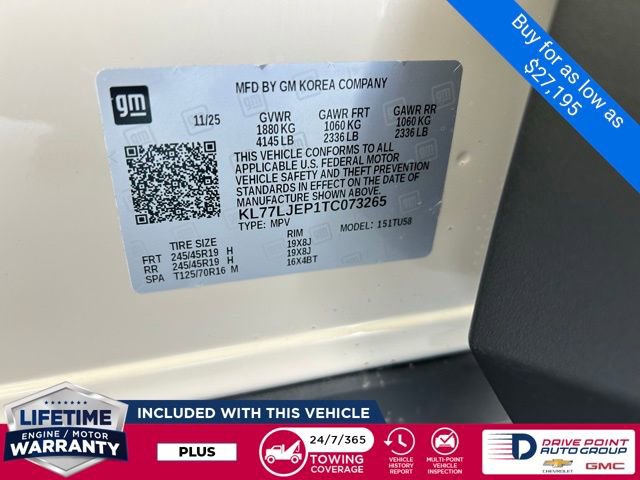 Buy for as low as
$27,195
gm
MFD BY GM KOREA COMPANY
11/25
GVWR
1880 KG
4145 LB
GAWR FRT
1060 KG
2336 LB
GAWR RR
1060 KG
2336 LB
THIS VEHICLE CONFORMS TO ALL
APPLICABLE U.S. FEDERAL MOTOR
VEHICLE SAFETY AND THEFT PREVENTION
STANDARDS IN EFFECT ON THE DATE OF
MANUFACTURE SHOWN ABOVE.
KL77LJEP1TC073265
TYPE: MPV
MODEL: 151TU58
TIRE SIZE RIM
FRT 245/45R19 H 19X8J
RR 245/45R19 H 19X8J
SPA T125/70R16 M 16X4BT
LIFETIME
ENGINE / MOTOR
WARRANTY
INCLUDED WITH THIS VEHICLE
PLUS
24/7/365
TOWING
COVERAGE
VEHICLE
HISTORY
REPORT
MULTI-POINT
VEHICLE
INSPECTION
D
DRIVE POINT
AUTO GROUP
CHEVROLET
GMC